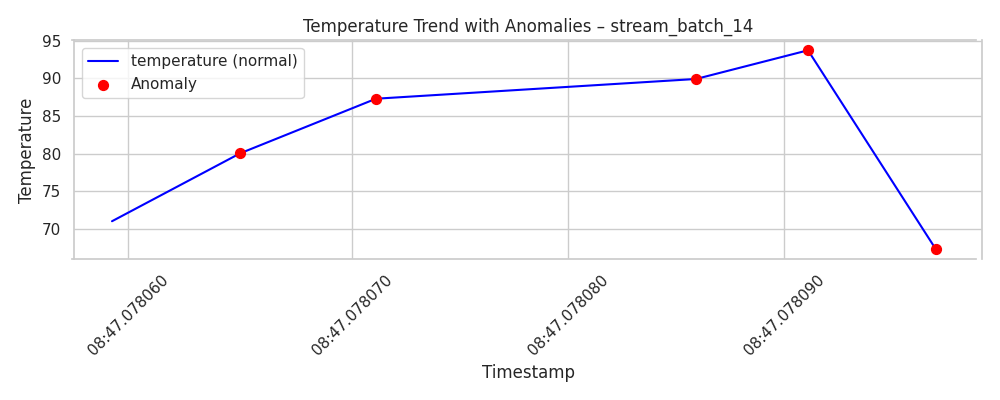 Temperature Trend with Anomalies – stream_batch_14
temperature (normal)
Anomaly
Temperature
95
90
85
80
75
70
08:47.078060
08:47.078070
08:47.078080
08:47.078090
Timestamp